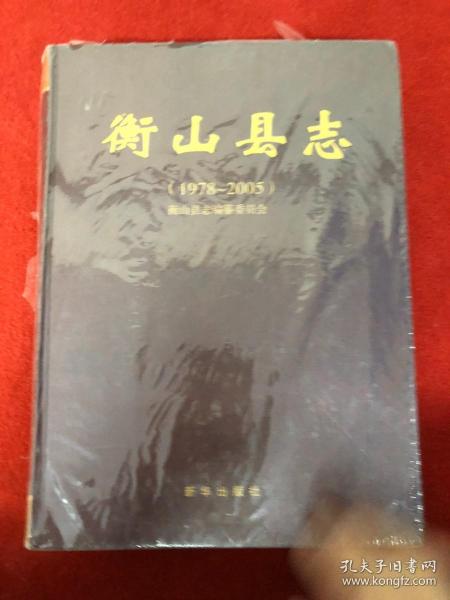 衡山县志
（1978~2005）
衡山县志编纂委员会
新华出版社
孔夫子旧书网
www.kongfz.com